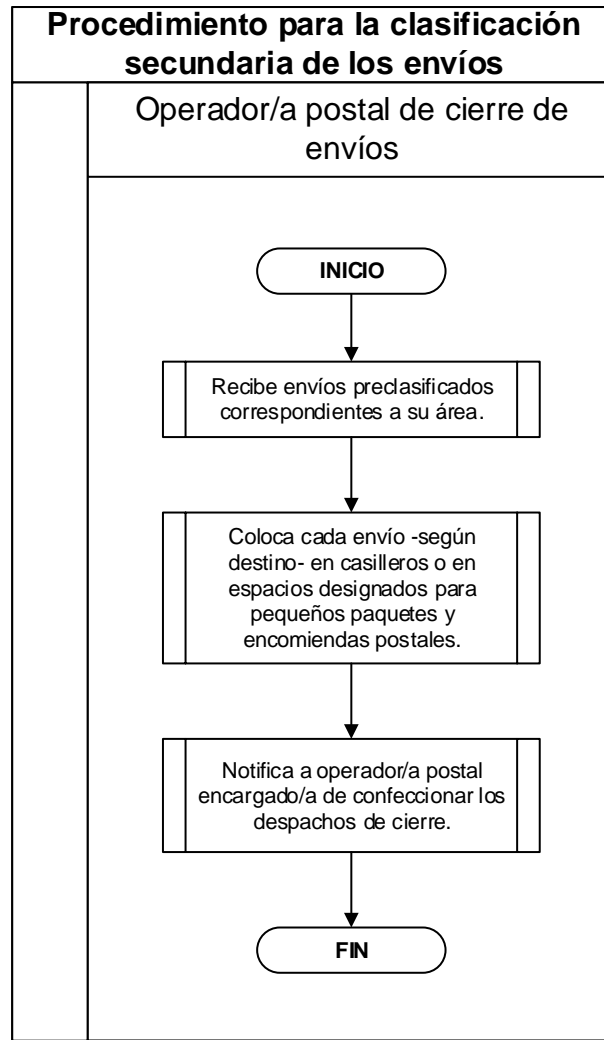 Procedimiento para la clasificación
secundaria de los envíos
Operador/a postal de cierre de
envíos
INICIO
Recibe envíos preclasificados
correspondientes a su área.
Coloca cada envío -según
destino- en casilleros o en
espacios designados para
pequeños paquetes y
encomiendas postales.
Notifica a operador/a postal
encargado/a de confeccionar los
despachos de cierre.
FIN